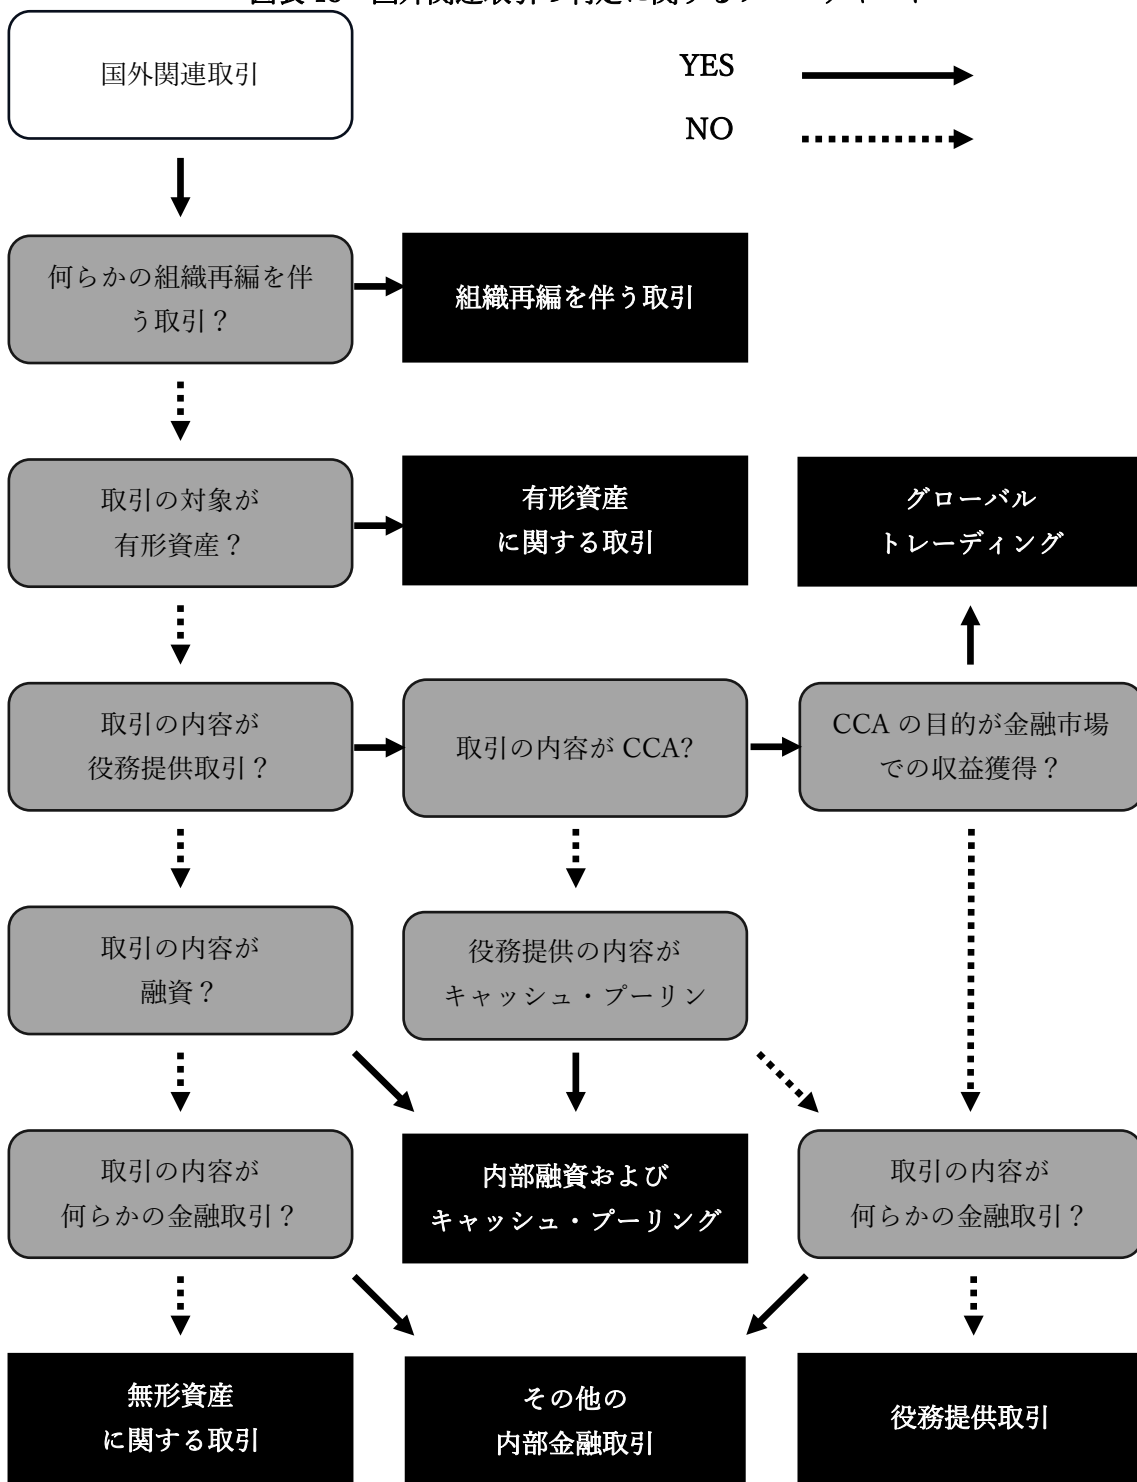 国外関連取引
YES
NO
何らかの組織再編を伴
う取引？
組織再編を伴う取引
取引の対象が
有形資産？
有形資産
に関する取引
グローバル
トレーディング
取引の内容が
役務提供取引？
取引の内容が CCA?
CCA の目的が金融市場
での収益獲得？
取引の内容が
融資？
役務提供の内容が
キャッシュ・プーリン
取引の内容が
何らかの金融取引？
内部融資および
キャッシュ・プーリング
取引の内容が
何らかの金融取引？
無形資産
に関する取引
その他の
内部金融取引
役務提供取引